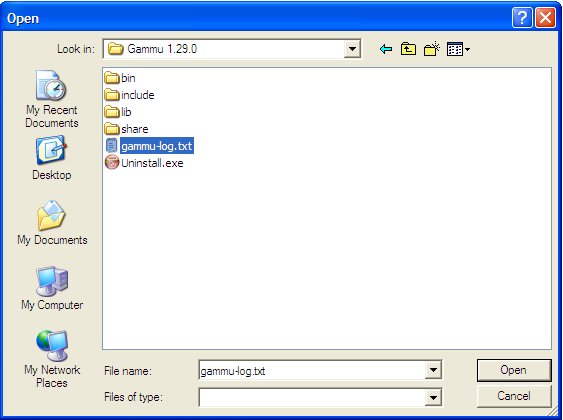 Open
Look in: Gammu 1.29.0
bin
include
lib
share
gammu-log.txt
Uninstall.exe
My Recent
Documents
Desktop
My Documents
My Computer
My Network
Places
File name: gammu-log.txt Open
Files of type: Cancel